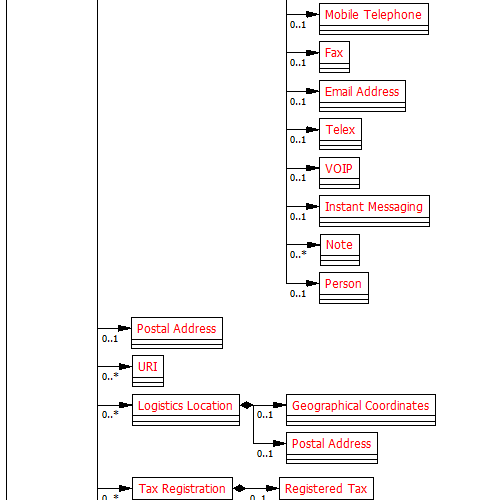 Mobile Telephone
0..1
Fax
0..1
Email Address
0..1
Telex
0..1
VOIP
0..1
Instant Messaging
0..1
Note
0..*
Person
0..1
Postal Address
0..1
URI
0..*
Logistics Location
Geographical Coordinates
0..*
0..1
Postal Address
0..1
Tax Registration
Registered Tax
0..*
0..1